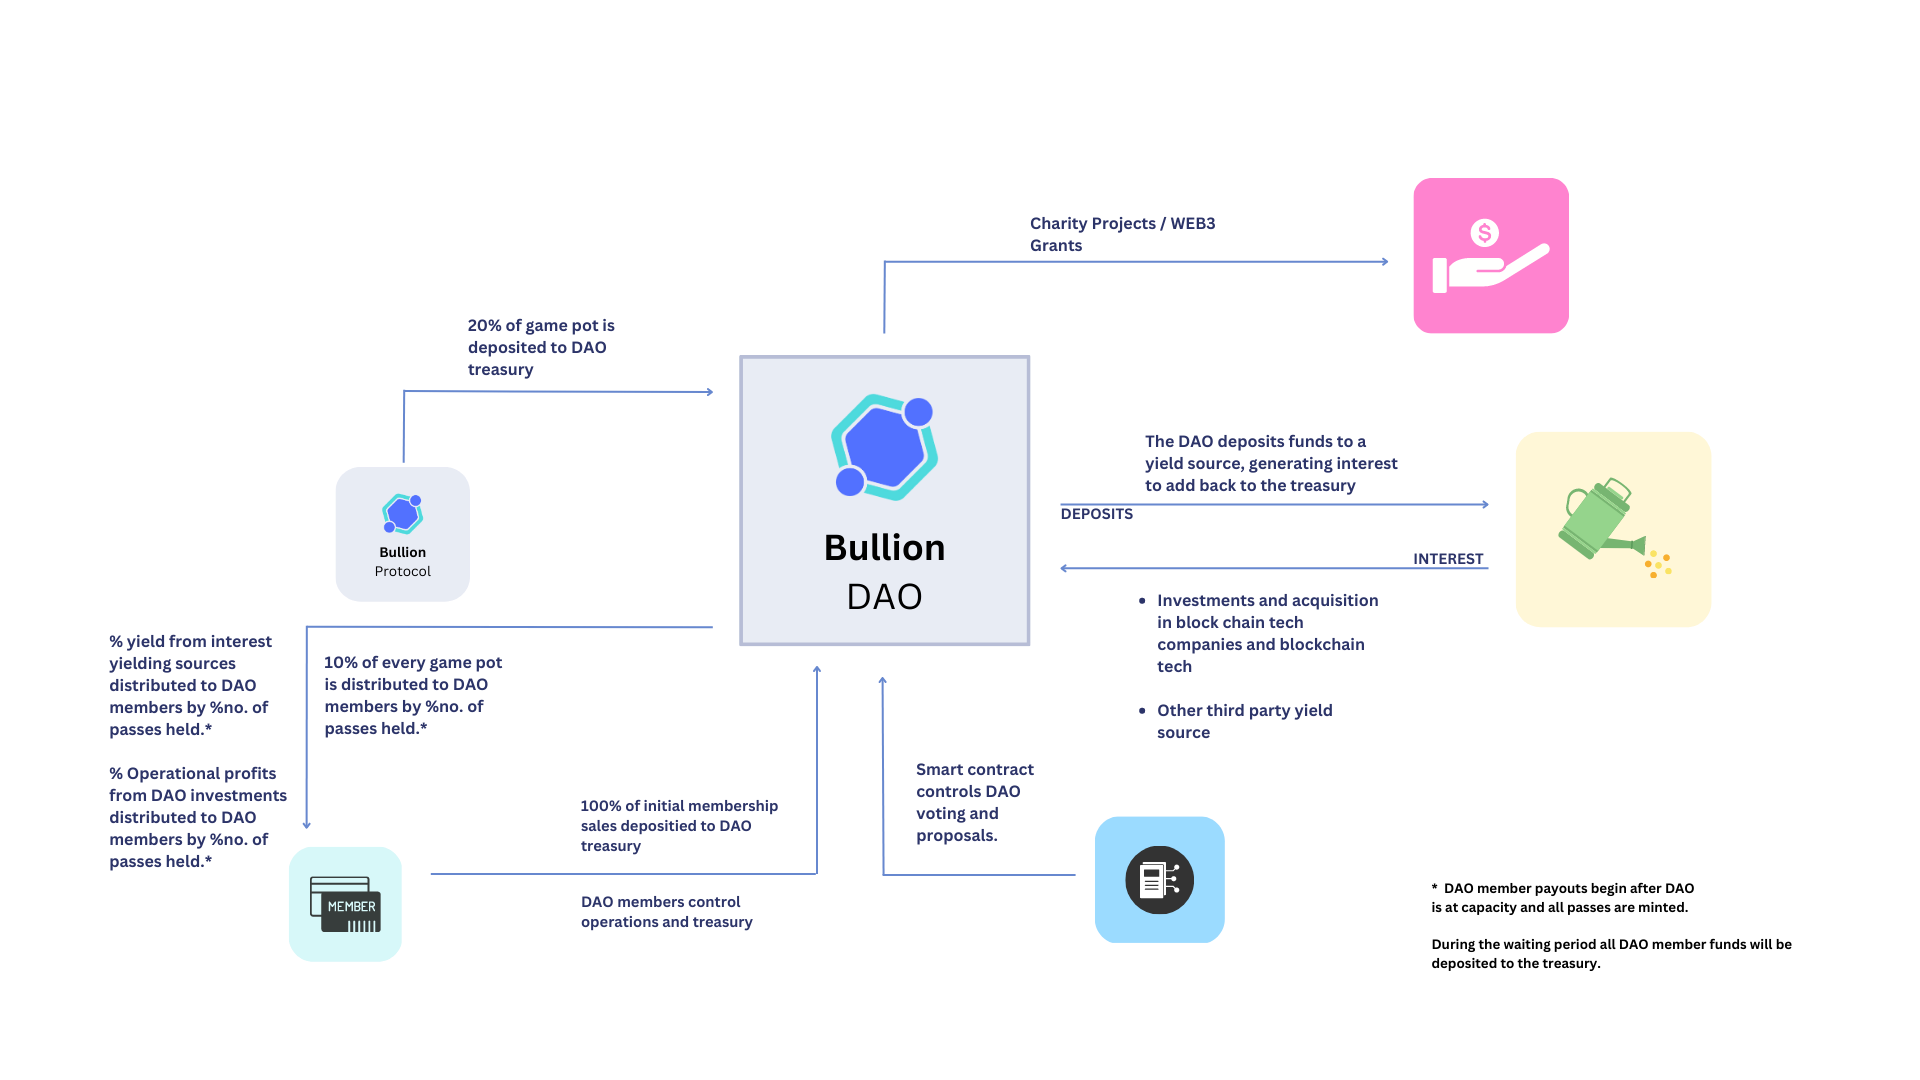 Charity Projects / WEB3
Grants
20% of game pot is
deposited to DAO
treasury
Bullion
Protocol
Bullion
DAO
The DAO deposits funds to a
yield source, generating interest
to add back to the treasury
DEPOSITS
INTEREST
• Investments and acquisition
in block chain tech
companies and blockchain
tech
• Other third party yield
source
% yield from interest
yielding sources
distributed to DAO
members by %no. of
passes held.*
% Operational profits
from DAO investments
distributed to DAO
members by %no. of
passes held.*
10% of every game pot
is distributed to DAO
members by %no. of
passes held.*
MEMBER
100% of initial membership
sales depositied to DAO
treasury
DAO members control
operations and treasury
Smart contract
controls DAO
voting and
proposals.
* DAO member payouts begin after DAO
is at capacity and all passes are minted.
During the waiting period all DAO member funds will be
deposited to the treasury.